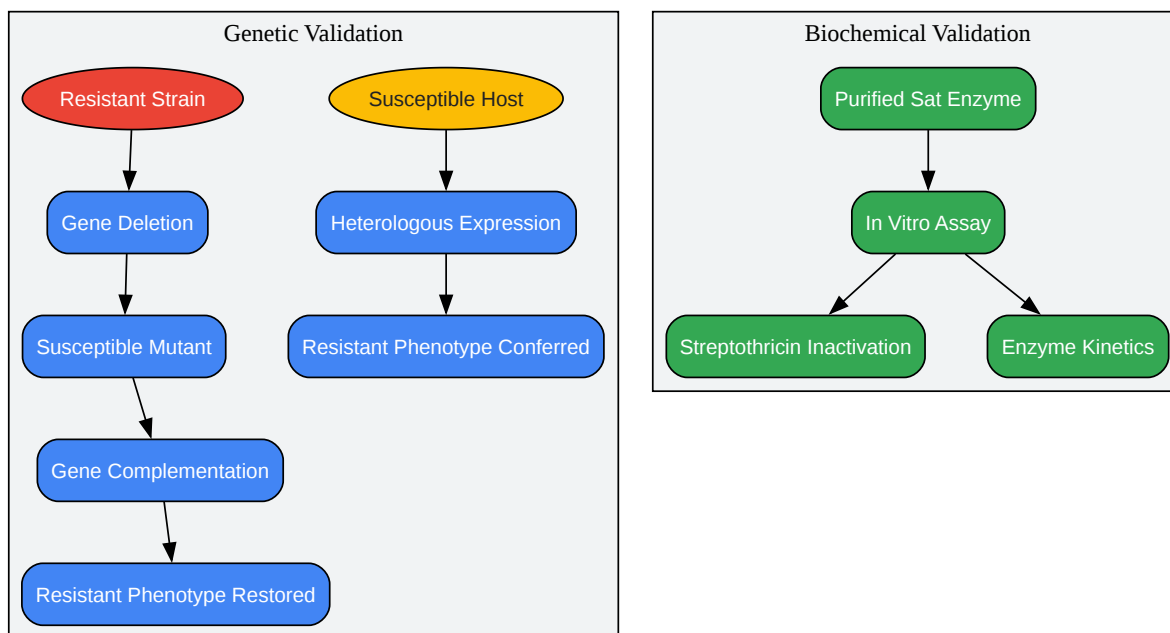 Genetic Validation
Resistant Strain
Gene Deletion
Susceptible Mutant
Gene Complementation
Resistant Phenotype Restored
Susceptible Host
Heterologous Expression
Resistant Phenotype Conferred
Biochemical Validation
Purified Sat Enzyme
In Vitro Assay
Streptothricin Inactivation
Enzyme Kinetics